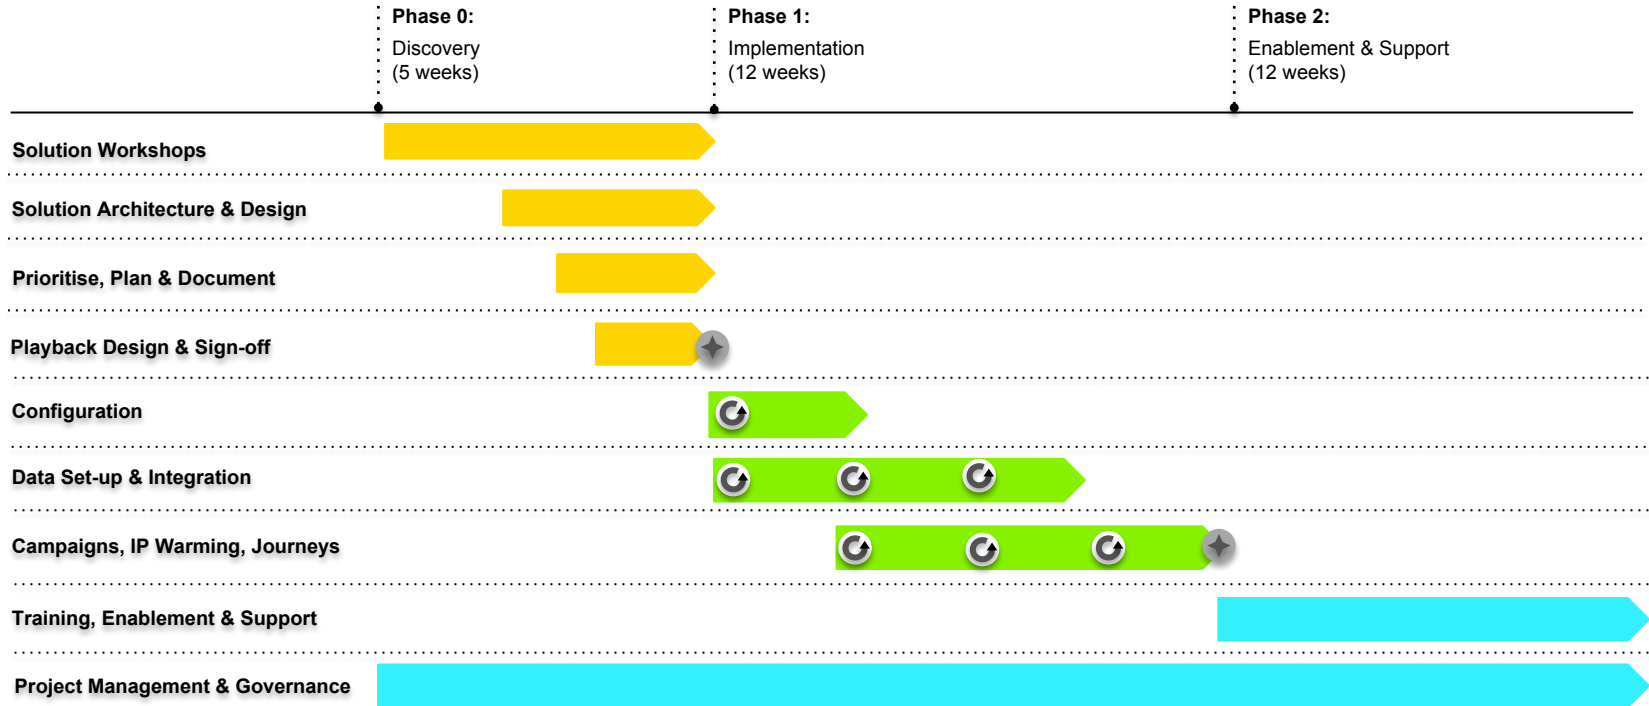 Phase 0:
Discovery
(5 weeks)
Phase 1:
Implementation
(12 weeks)
Phase 2:
Enablement & Support
(12 weeks)
Solution Workshops
Solution Architecture & Design
Prioritise, Plan & Document
Playback Design & Sign-off
Configuration
Data Set-up & Integration
Campaigns, IP Warming, Journeys
Training, Enablement & Support
Project Management & Governance